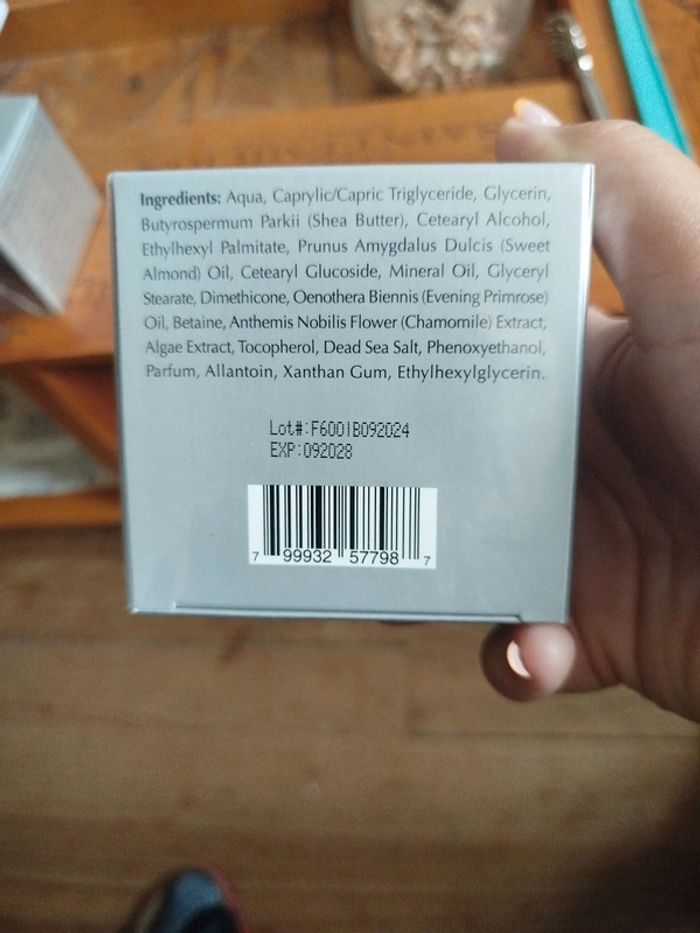 Ingredients: Aqua, Caprylic/Capric Triglyceride, Glycerin,
Butyrospermum Parkii (Shea Butter), Cetearyl Alcohol,
Ethylhexyl Palmitate, Prunus Amygdalus Dulcis (Sweet
Almond) Oil, Cetearyl Glucoside, Mineral Oil, Glyceryl
Stearate, Dimethicone, Oenothera Biennis (Evening Primrose)
Oil, Betaine, Anthemis Nobilis Flower (Chamomile) Extract,
Algae Extract, Tocopherol, Dead Sea Salt, Phenoxyethanol,
Parfum, Allantoin, Xanthan Gum, Ethylhexylglycerin.
Lot#:F6001B092024
EXP:092028
7 99932 57798 7